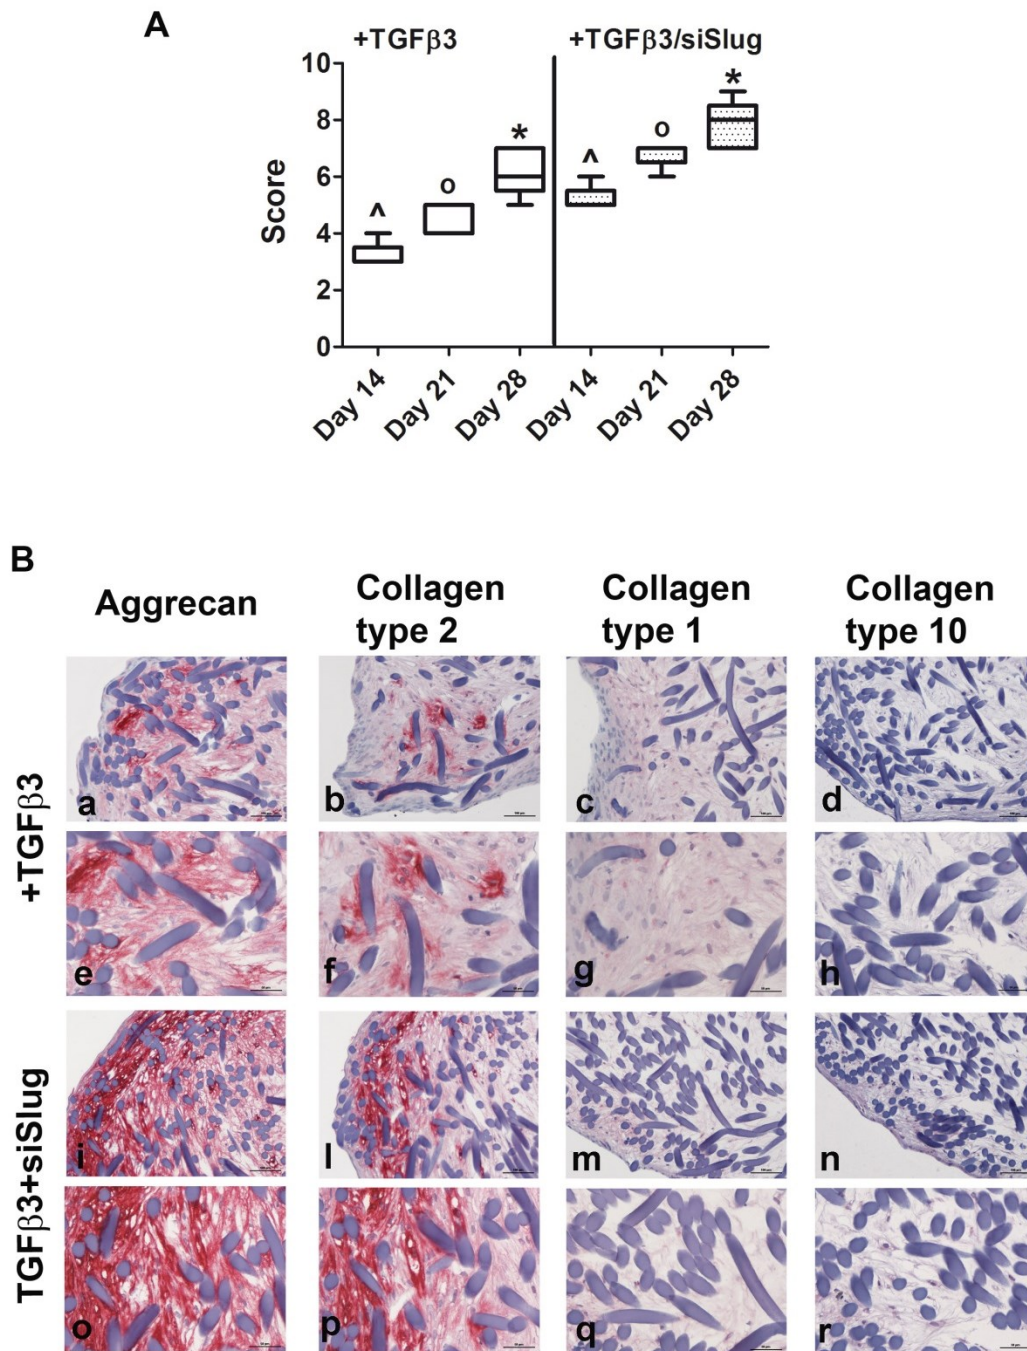 A
+TGFβ3
+TGFβ3/siSlug
10
8
6
4
2
0
Score
^
o
*
^
o
*
Day 14
Day 21
Day 28
Day 14
Day 21
Day 28
B
Aggrecan
Collagen
type 2
Collagen
type 1
Collagen
type 10
+TGFβ3
a
b
c
d
e
f
g
h
TGFβ3+siSlug
i
l
m
n
o
p
q
r